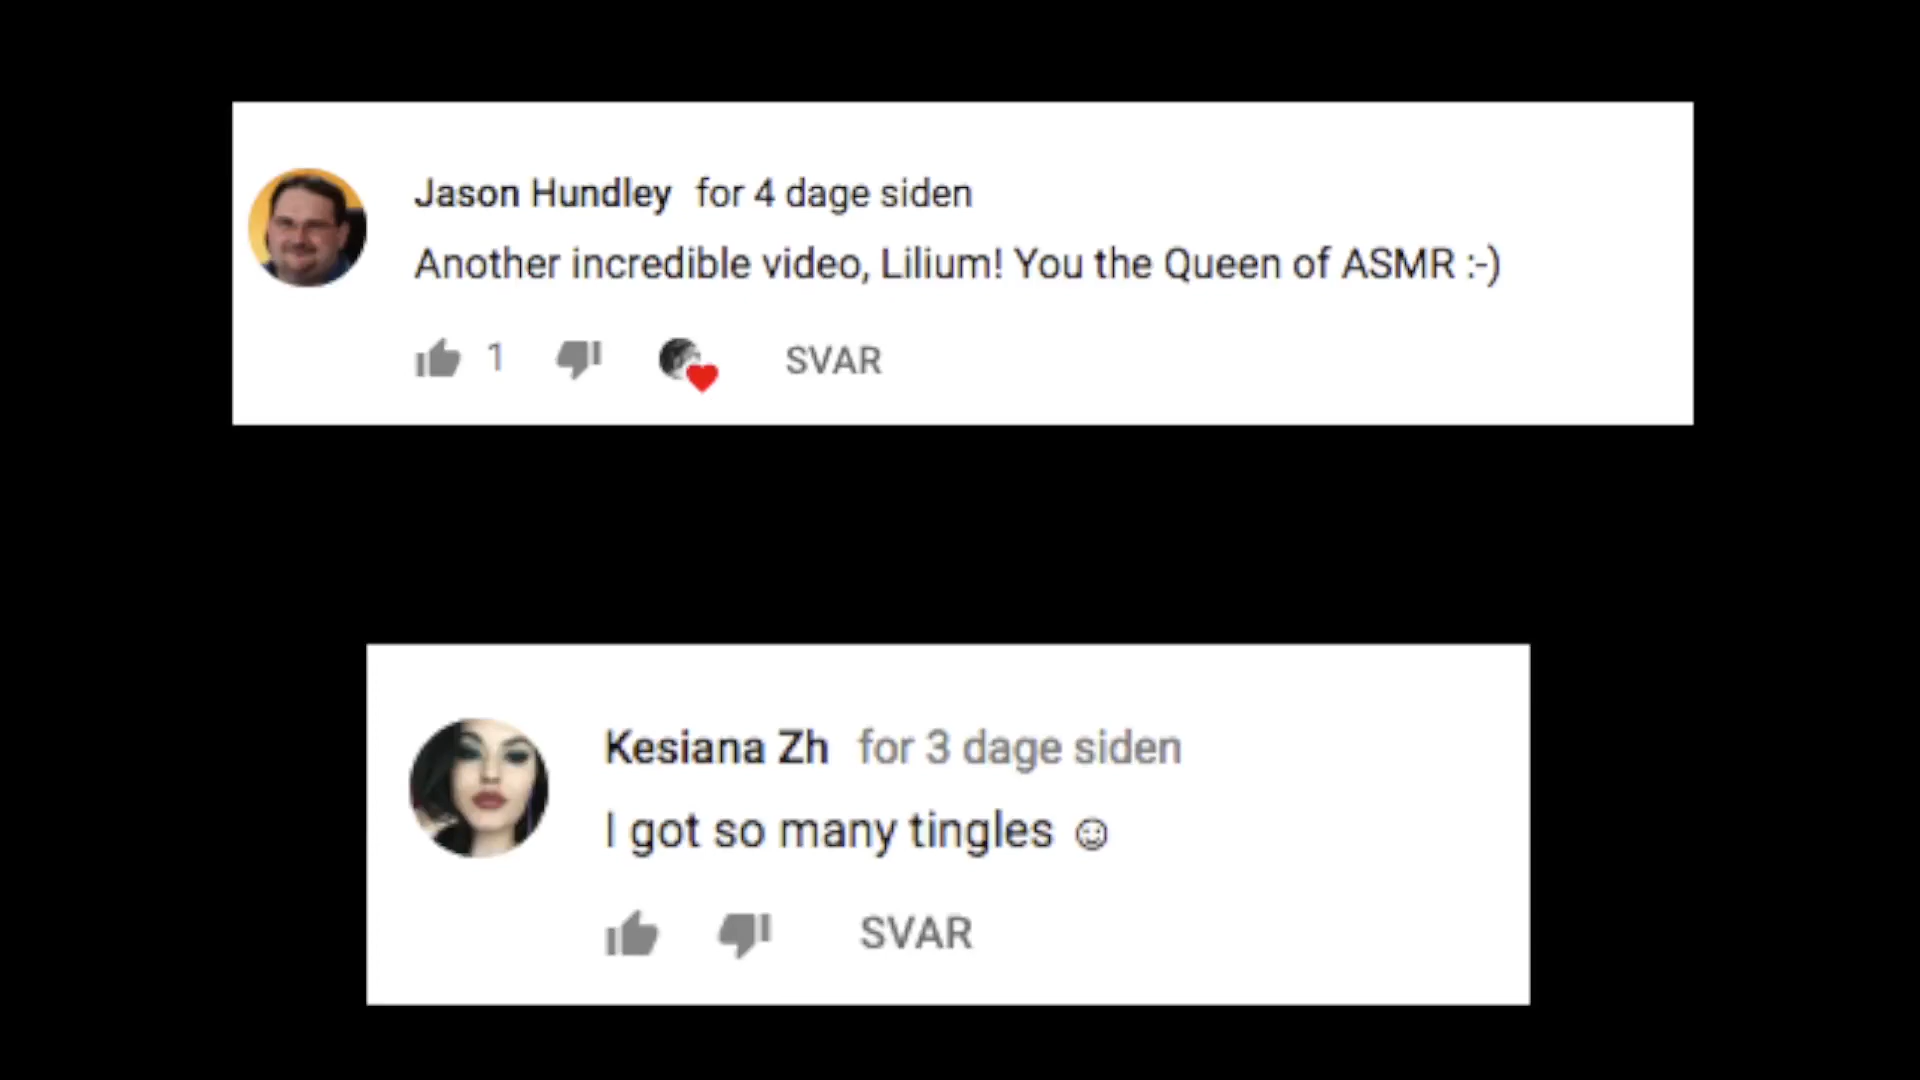 Jason Hundley for 4 dage siden
Another incredible video, Lilium! You the Queen of ASMR :-)
1 SVAR
Kesiana Zh for 3 dage siden
I got so many tingles ☺
SVAR